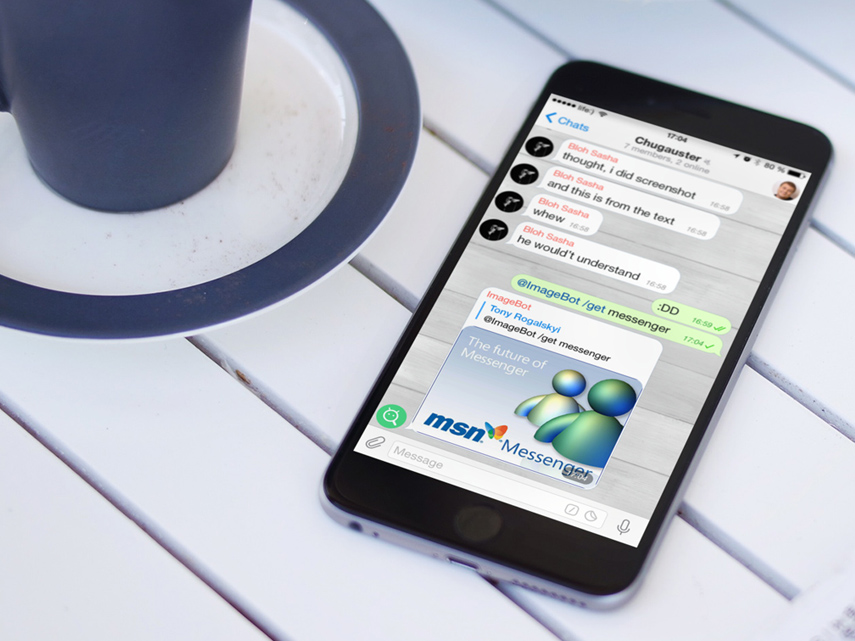 life:) 17:04 80 %
Chats
Chugauster
7 members, 2 online
Bloh Sasha
thought, i did screenshot
16:58
Bloh Sasha
and this is from the text
16:58
Bloh Sasha
whew
16:58
Bloh Sasha
he would't understand
16:58
:DD
16:59
@ImageBot /get messenger
17:04
ImageBot
Tony Rogalskyi
@ImageBot /get messenger
The future of
Messenger
msn
Messenger
17:04
Message